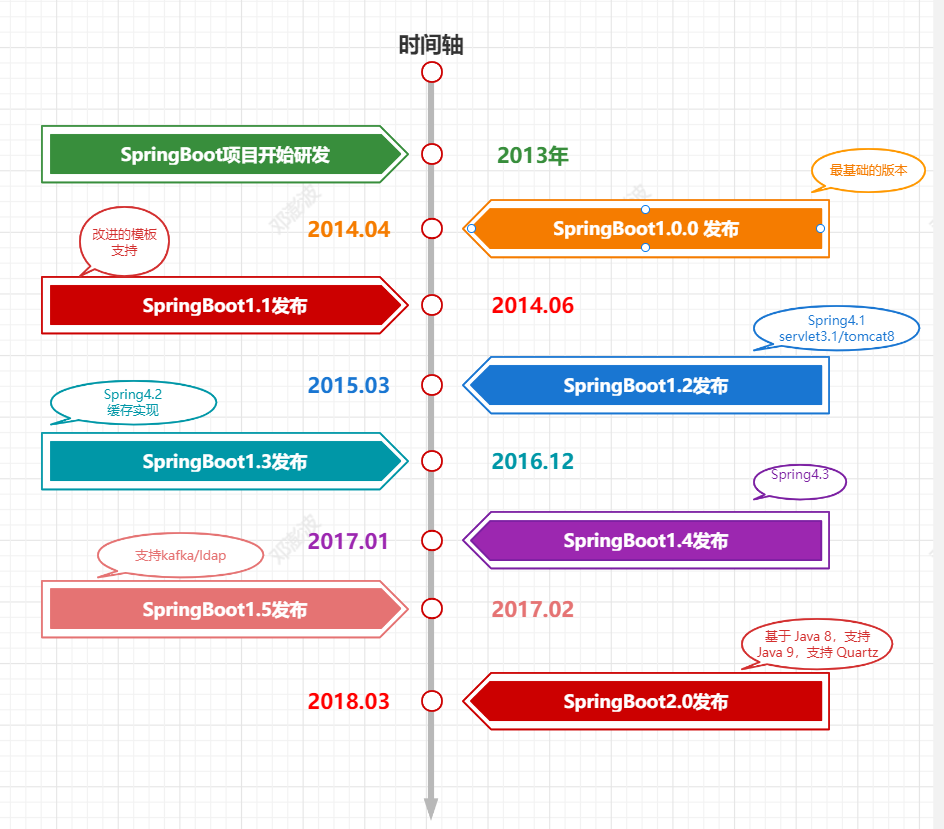 时间轴
SpringBoot项目开始研发
2013年
最基础的版本
2014.04
SpringBoot1.0.0 发布
改进的模板
支持
SpringBoot1.1发布
2014.06
Spring4.1
servlet3.1/tomcat8
2015.03
SpringBoot1.2发布
Spring4.2
缓存实现
SpringBoot1.3发布
2016.12
Spring4.3
2017.01
SpringBoot1.4发布
支持kafka/ldap
SpringBoot1.5发布
2017.02
基于 Java 8，支持
Java 9，支持 Quartz
2018.03
SpringBoot2.0发布